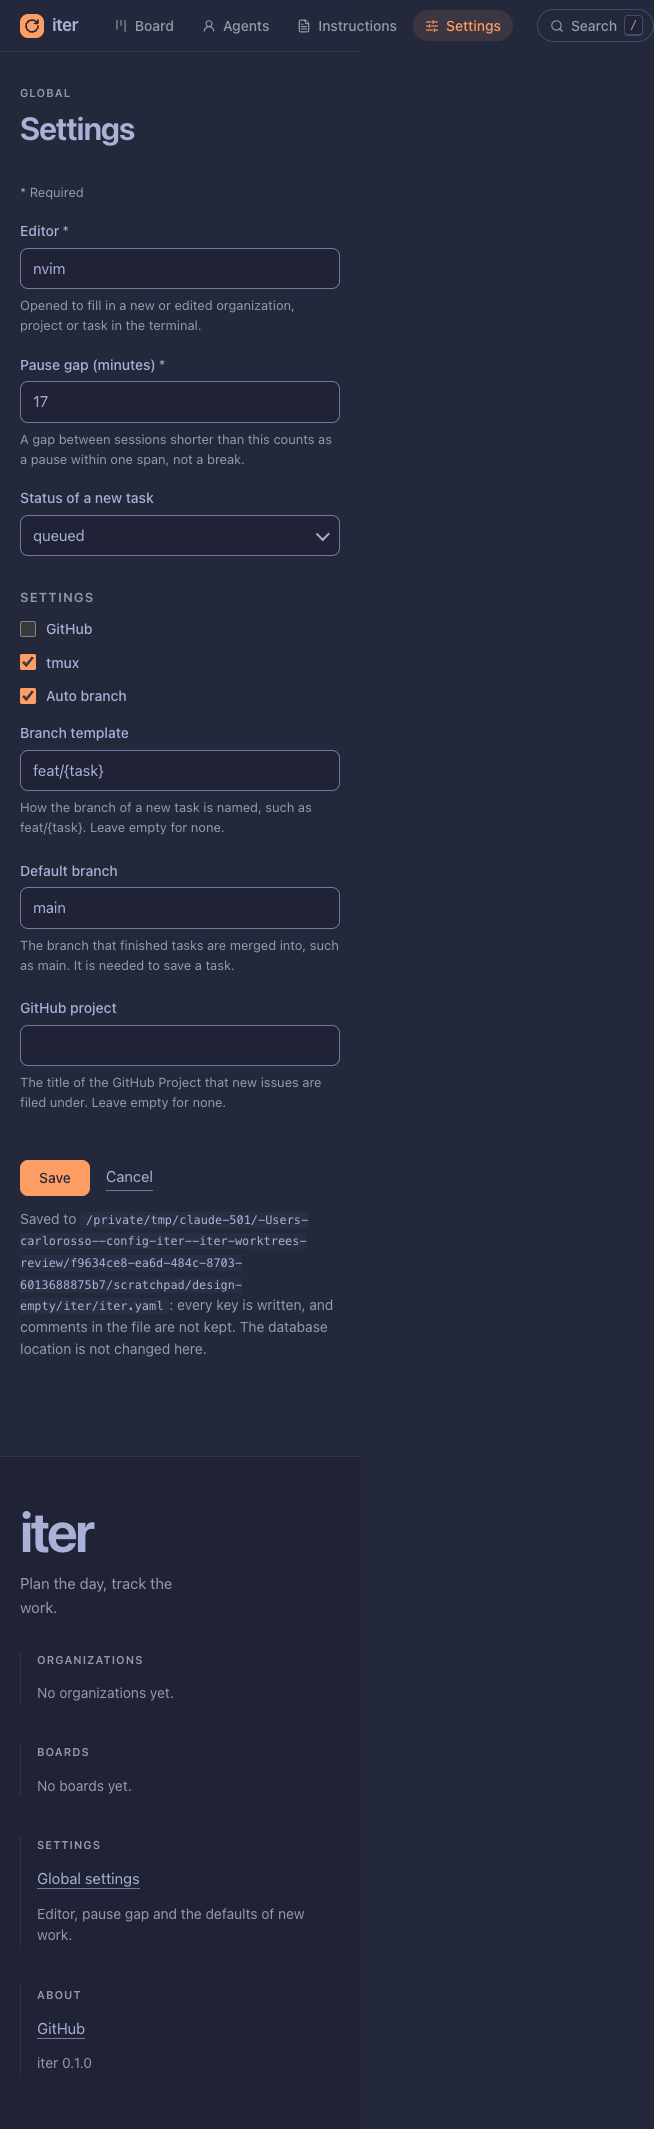 iter Board Agents Instructions Settings Search /
GLOBAL
Settings
* Required
Editor *
nvim
Opened to fill in a new or edited organization,
project or task in the terminal.
Pause gap (minutes) *
17
A gap between sessions shorter than this counts as
a pause within one span, not a break.
Status of a new task
queued
SETTINGS
GitHub
tmux
Auto branch
Branch template
feat/{task}
How the branch of a new task is named, such as
feat/{task}. Leave empty for none.
Default branch
main
The branch that finished tasks are merged into, such
as main. It is needed to save a task.
GitHub project
The title of the GitHub Project that new issues are
filed under. Leave empty for none.
Save Cancel
Saved to /private/tmp/claude-501/-Users-
carlorosso--config-iter--iter-worktrees-
review/f9634ce8-ea6d-484c-8703-
6013688875b7/scratchpad/design-
empty/iter/iter.yaml : every key is written, and
comments in the file are not kept. The database
location is not changed here.
iter
Plan the day, track the
work.
ORGANIZATIONS
No organizations yet.
BOARDS
No boards yet.
SETTINGS
Global settings
Editor, pause gap and the defaults of new
work.
ABOUT
GitHub
iter 0.1.0